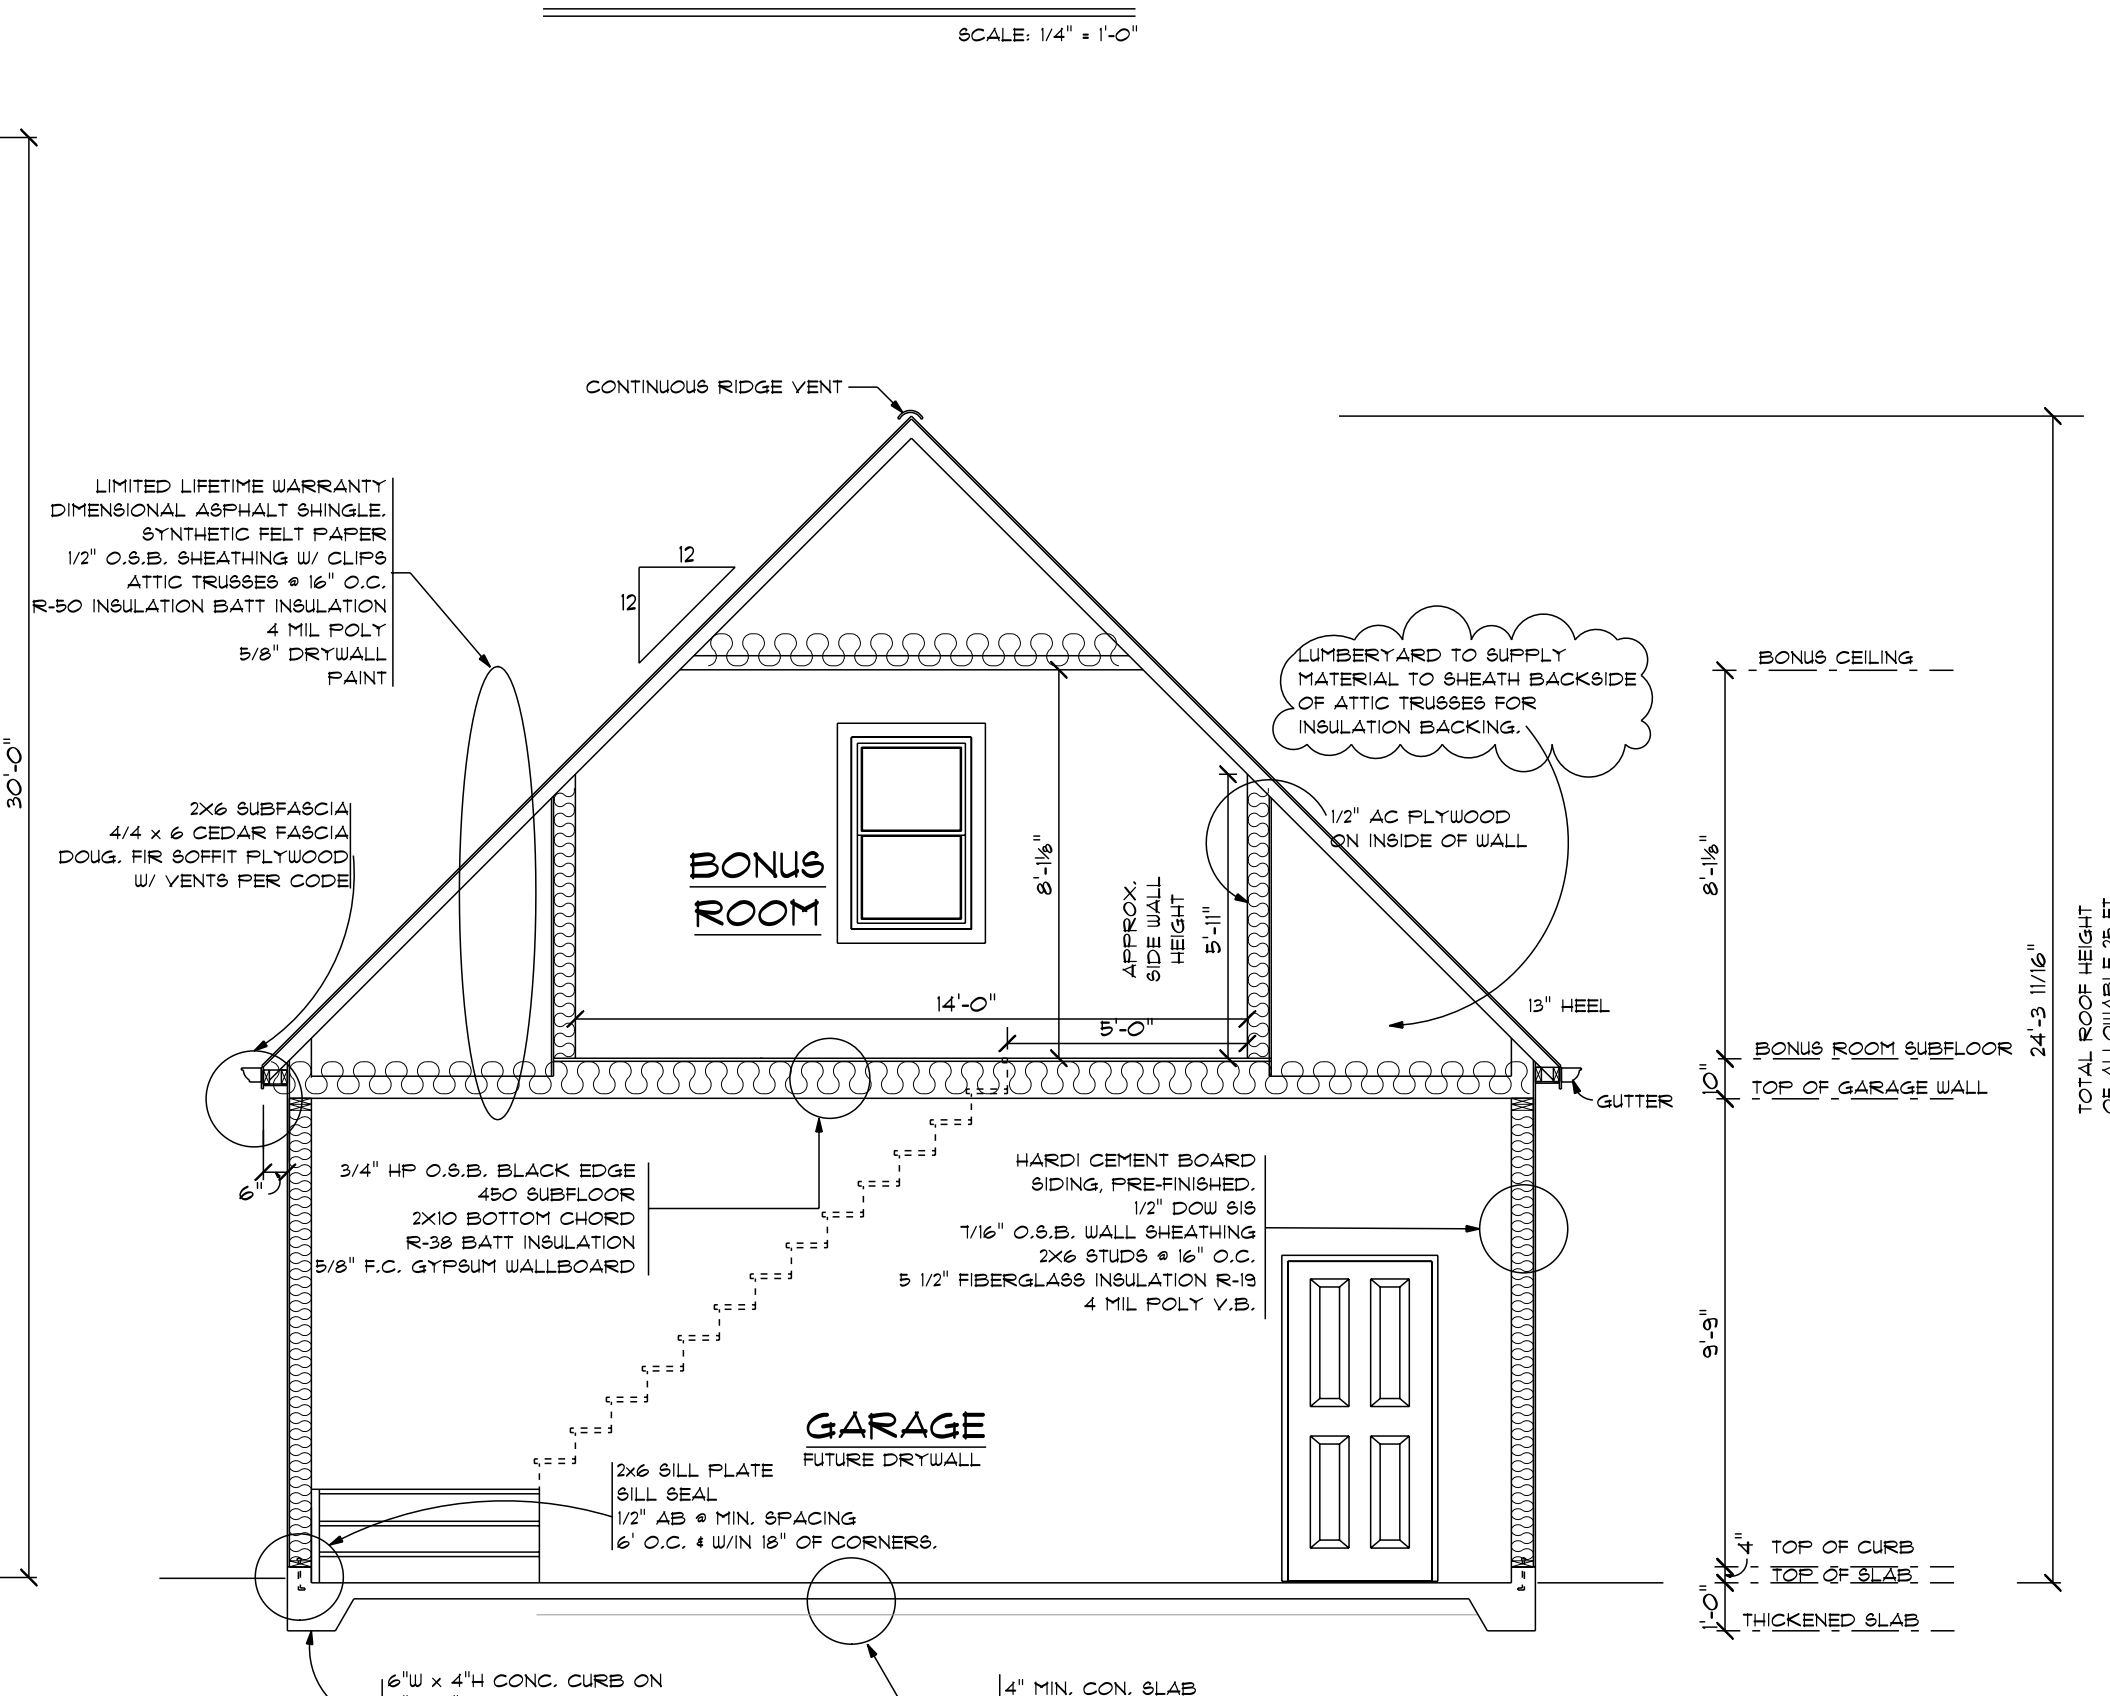 SCALE: 1/4" = 1'-0"
CONTINUOUS RIDGE VENT
LIMITED LIFETIME WARRANTY
DIMENSIONAL ASPHALT SHINGLE.
SYNTHETIC FELT PAPER
1/2" O.S.B. SHEATHING W/ CLIPS
ATTIC TRUSSES @ 16" O.C.
R-50 INSULATION BATT INSULATION
4 MIL POLY
5/8" DRYWALL
PAINT
12
12
30'-0"
2X6 SUBFASCIA
4/4 x 6 CEDAR FASCIA
DOUG. FIR SOFFIT PLYWOOD
W/ VENTS PER CODE
LUMBERYARD TO SUPPLY
MATERIAL TO SHEATH BACKSIDE
OF ATTIC TRUSSES FOR
INSULATION BACKING.
1/2" AC PLYWOOD
ON INSIDE OF WALL
BONUS
ROOM
8'-1⅛"
APPROX.
SIDE WALL
HEIGHT
5'-11"
14'-0"
5'-0"
13" HEEL
GUTTER
BONUS CEILING
8'-1⅛"
BONUS ROOM SUBFLOOR
10"
TOP OF GARAGE WALL
24'-3 11/16"
TOTAL ROOF HEIGHT
6"
3/4" HP O.S.B. BLACK EDGE
450 SUBFLOOR
2X10 BOTTOM CHORD
R-38 BATT INSULATION
5/8" F.C. GYPSUM WALLBOARD
HARDI CEMENT BOARD
SIDING, PRE-FINISHED.
1/2" DOW SIS
7/16" O.S.B. WALL SHEATHING
2X6 STUDS @ 16" O.C.
5 1/2" FIBERGLASS INSULATION R-19
4 MIL POLY V.B.
9'-9"
GARAGE
FUTURE DRYWALL
2x6 SILL PLATE
SILL SEAL
1/2" AB @ MIN. SPACING
6' O.C. & W/IN 18" OF CORNERS.
4"
TOP OF CURB
TOP OF SLAB
1'-0"
THICKENED SLAB
6"W x 4"H CONC. CURB ON
4" MIN. CON. SLAB